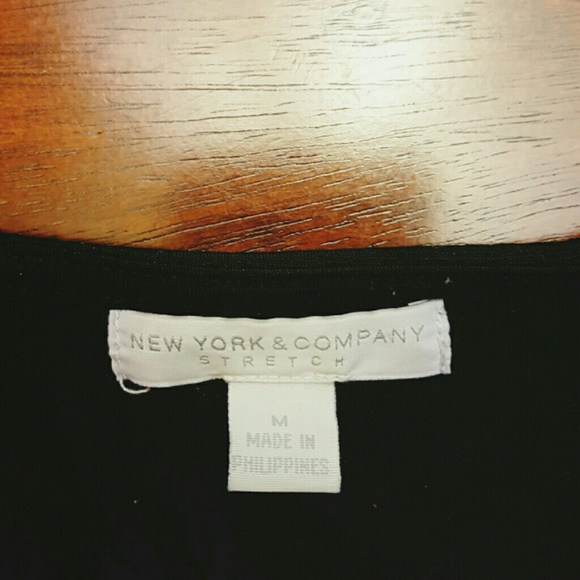 NEW YORK & COMPANY
STRETCH
M
MADE IN
PHILIPPINES